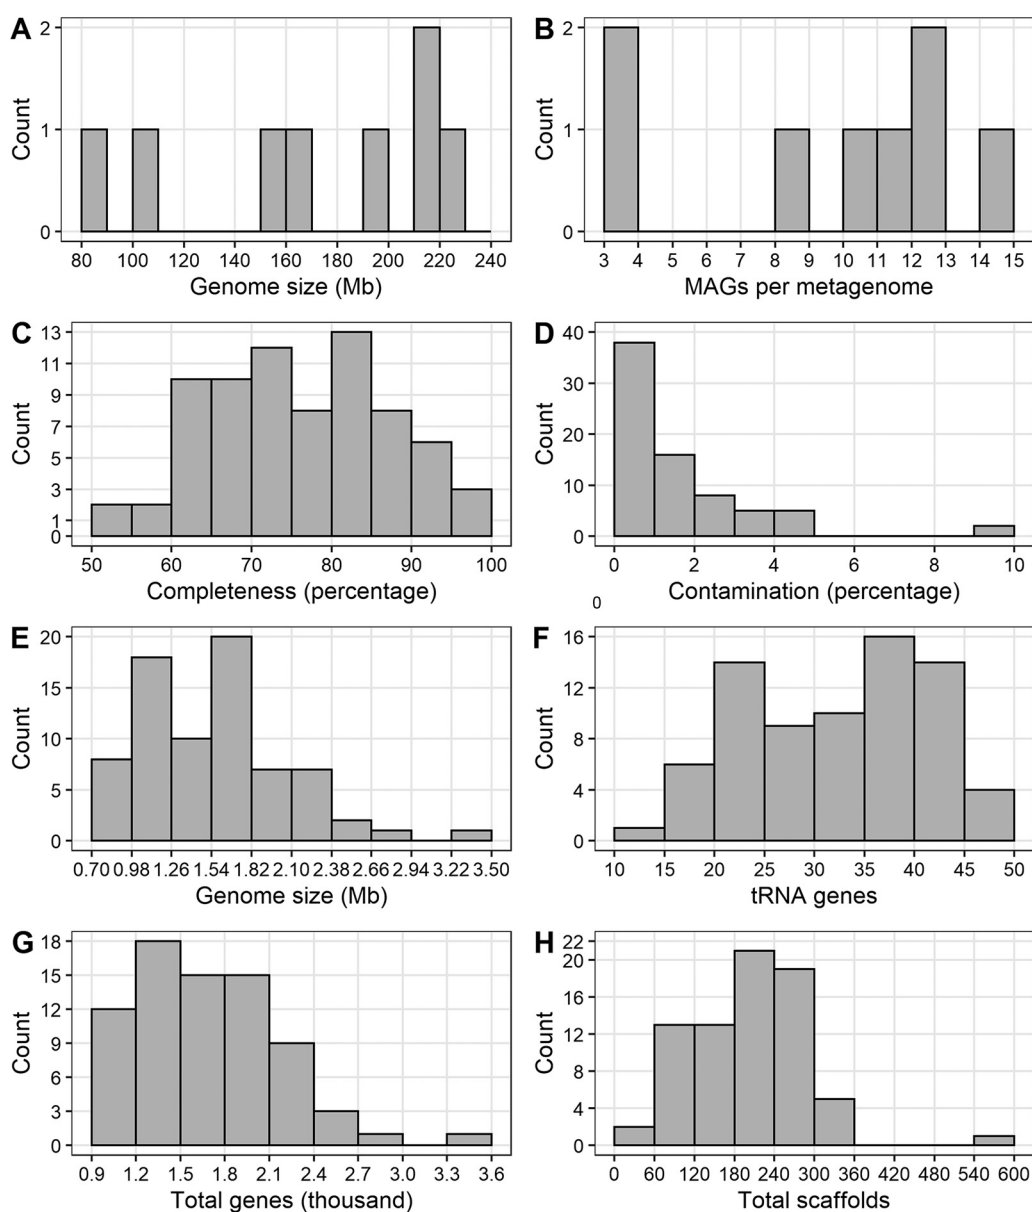 A
Count
2
1
0
80 100 120 140 160 180 200 220 240
Genome size (Mb)
B
Count
2
1
0
3 4 5 6 7 8 9 10 11 12 13 14 15
MAGs per metagenome
C
Count
13
11
9
7
5
3
1
0
50 60 70 80 90 100
Completeness (percentage)
D
Count
40
30
20
10
0
0 2 4 6 8 10
Contamination (percentage)
0
E
Count
20
15
10
5
0
0.70 0.98 1.26 1.54 1.82 2.10 2.38 2.66 2.94 3.22 3.50
Genome size (Mb)
F
Count
16
12
8
4
0
10 15 20 25 30 35 40 45 50
tRNA genes
G
Count
18
15
12
9
6
3
0
0.9 1.2 1.5 1.8 2.1 2.4 2.7 3.0 3.3 3.6
Total genes (thousand)
H
Count
22
20
16
12
8
4
0
0 60 120 180 240 300 360 420 480 540 600
Total scaffolds